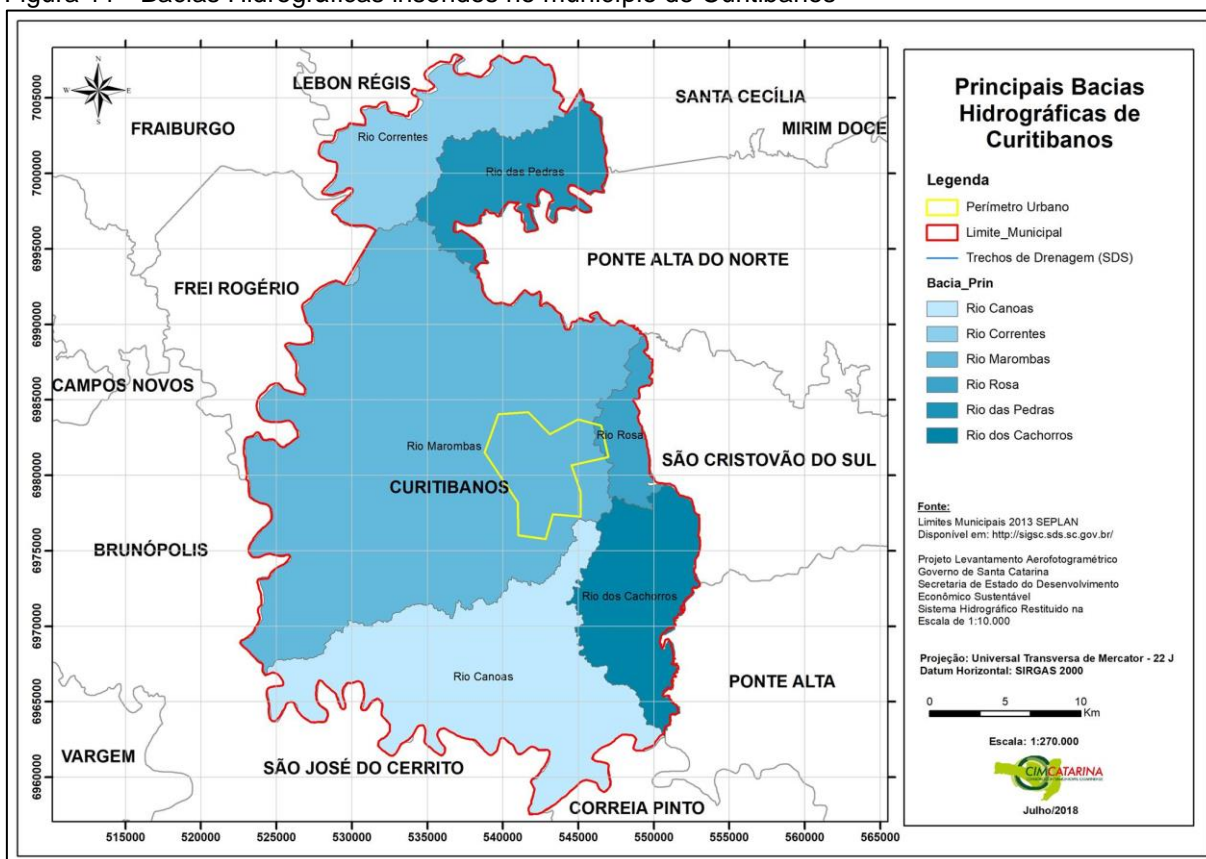 Bacias Hidrográficas inseridos no município de Curitibanos
N
W
E
S
LEBON RÉGIS
SANTA CECÍLIA
FRAIBURGO
MIRIM DOCE
Rio Correntes
Rio das Pedras
PONTE ALTA DO NORTE
FREI ROGÉRIO
CAMPOS NOVOS
Rio Marombas
Rio Rosa
SÃO CRISTOVÃO DO SUL
CURITIBANOS
BRUNÓPOLIS
Rio dos Cachorros
Rio Canoas
PONTE ALTA
VARGEM
SÃO JOSÉ DO CERRITO
CORREIA PINTO
7005000
7000000
6995000
6990000
6985000
6980000
6975000
6970000
6965000
6960000
515000 520000 525000 530000 535000 540000 545000 550000 555000 560000 565000
Principais Bacias
Hidrográficas de
Curitibanos
Legenda
Perímetro Urbano
Limite_Municipal
Trechos de Drenagem (SDS)
Bacia_Prin
Rio Canoas
Rio Correntes
Rio Marombas
Rio Rosa
Rio das Pedras
Rio dos Cachorros
Fonte:
Limites Municipais 2013 SEPLAN
Disponível em: http://sigsc.sds.sc.gov.br/
Projeto Levantamento Aerofotogramétrico
Governo de Santa Catarina
Secretaria de Estado do Desenvolvimento
Econômico Sustentável
Sistema Hidrográfico Restituido na
Escala de 1:10.000
Projeção: Universal Transversa de Mercator - 22 J
Datum Horizontal: SIRGAS 2000
0 5 10
Km
Escala: 1:270.000
CIMCATARINA
Julho/2018